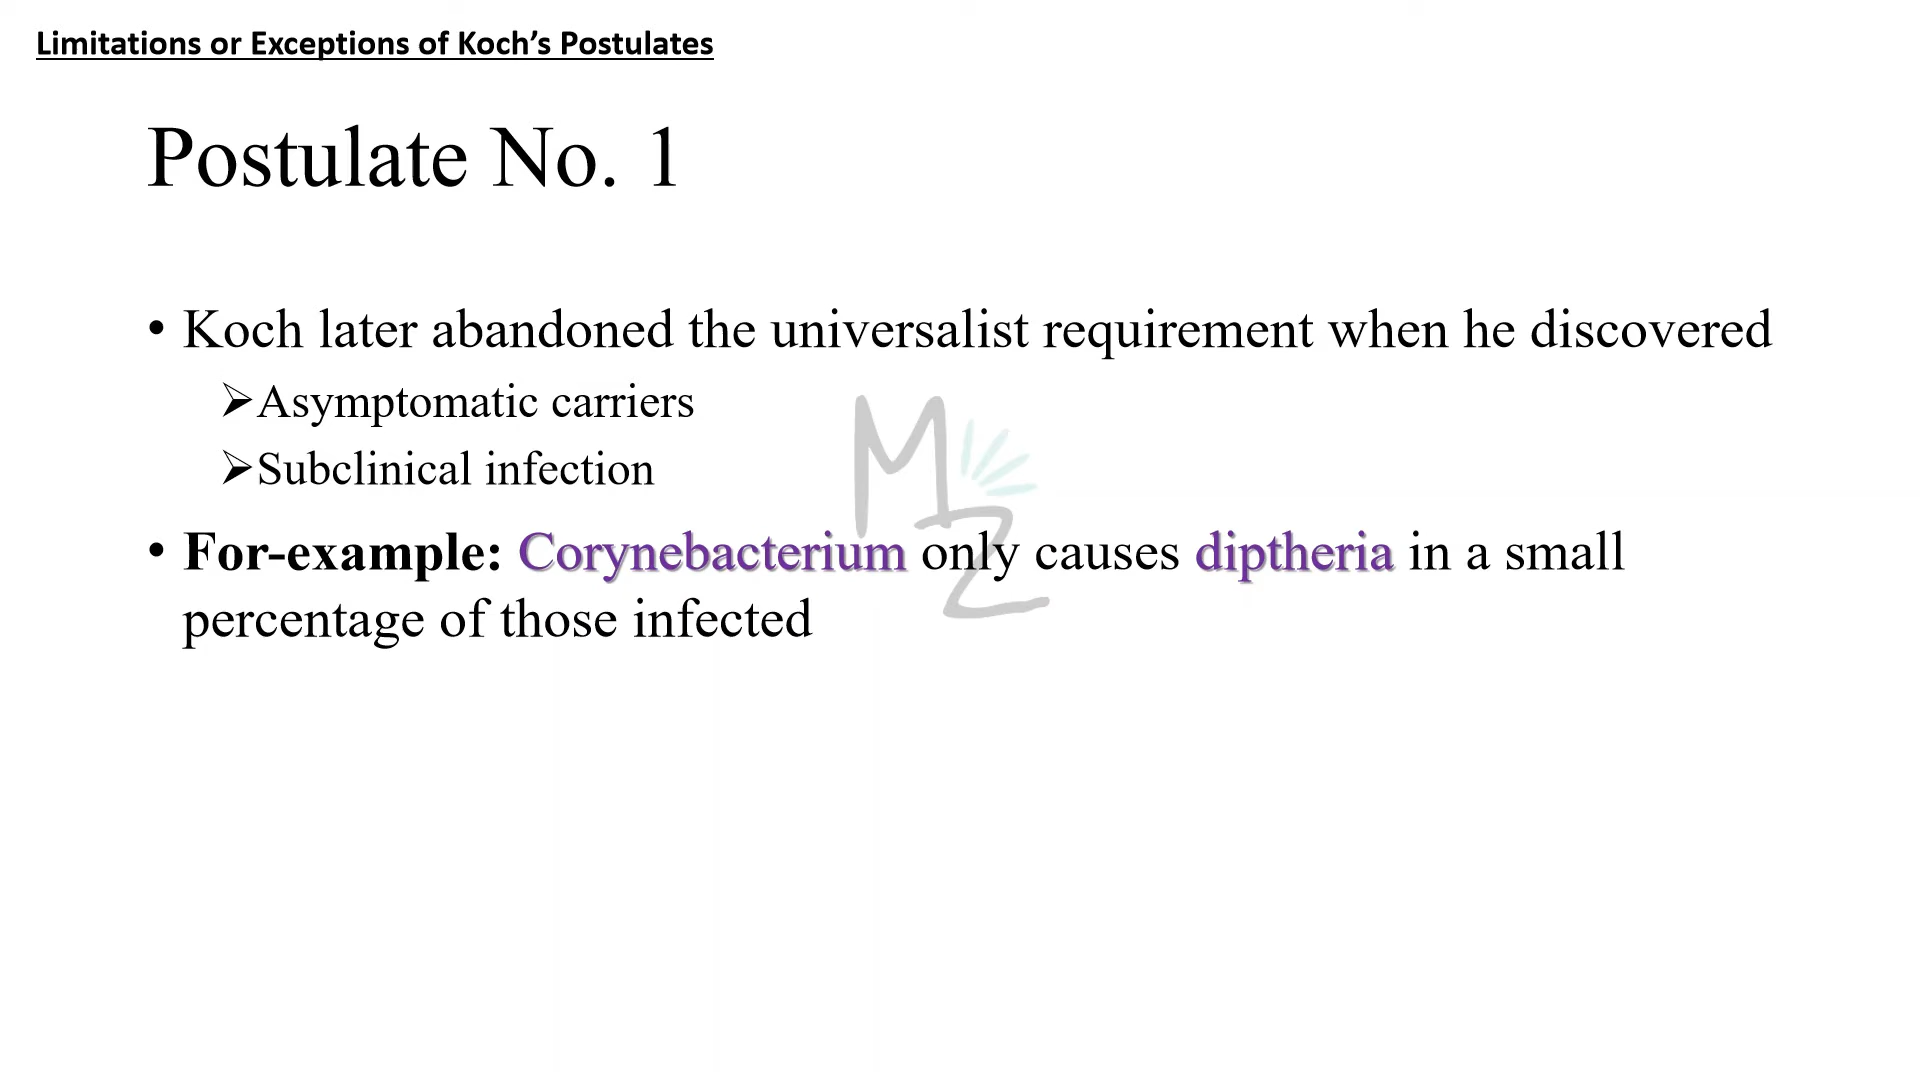 Limitations or Exceptions of Koch’s Postulates
Postulate No. 1
• Koch later abandoned the universalist requirement when he discovered
➢Asymptomatic carriers
➢Subclinical infection
MZ
• For-example: Corynebacterium only causes diptheria in a small
percentage of those infected